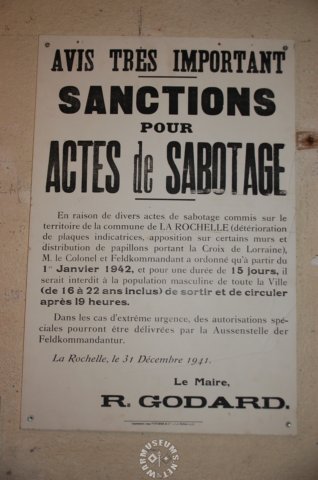 AVIS TRÈS IMPORTANT
SANCTIONS
POUR
ACTES de SABOTAGE
En raison de divers actes de sabotage commis sur le
territoire de la commune de LA ROCHELLE (détérioration
de plaques indicatrices, apposition sur certains murs et
distribution de papillons portant la Croix de Lorraine),
M. le Colonel et Feldkommandant a ordonné qu'à partir du
1er Janvier 1942, et pour une durée de 15 jours, il
serait interdit à la population masculine de toute la Ville
(de 16 à 22 ans inclus) de sortir et de circuler
après 19 heures.
Dans les cas d'extrême urgence, des autorisations spé-
ciales pourront être délivrées par la Aussenstelle der
Feldkommandantur.
La Rochelle, le 31 Décembre 1941.
Le Maire,
R. GODARD.
WARMUSEUMS.NET